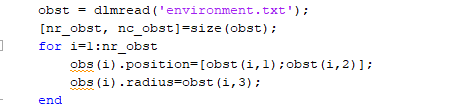 obst = dlmread('environment.txt');
[nr_obst, nc_obst]=size(obst);
for i=1:nr_obst
obs(i).position=[obst(i,1);obst(i,2)];
obs(i).radius=obst(i,3);
end